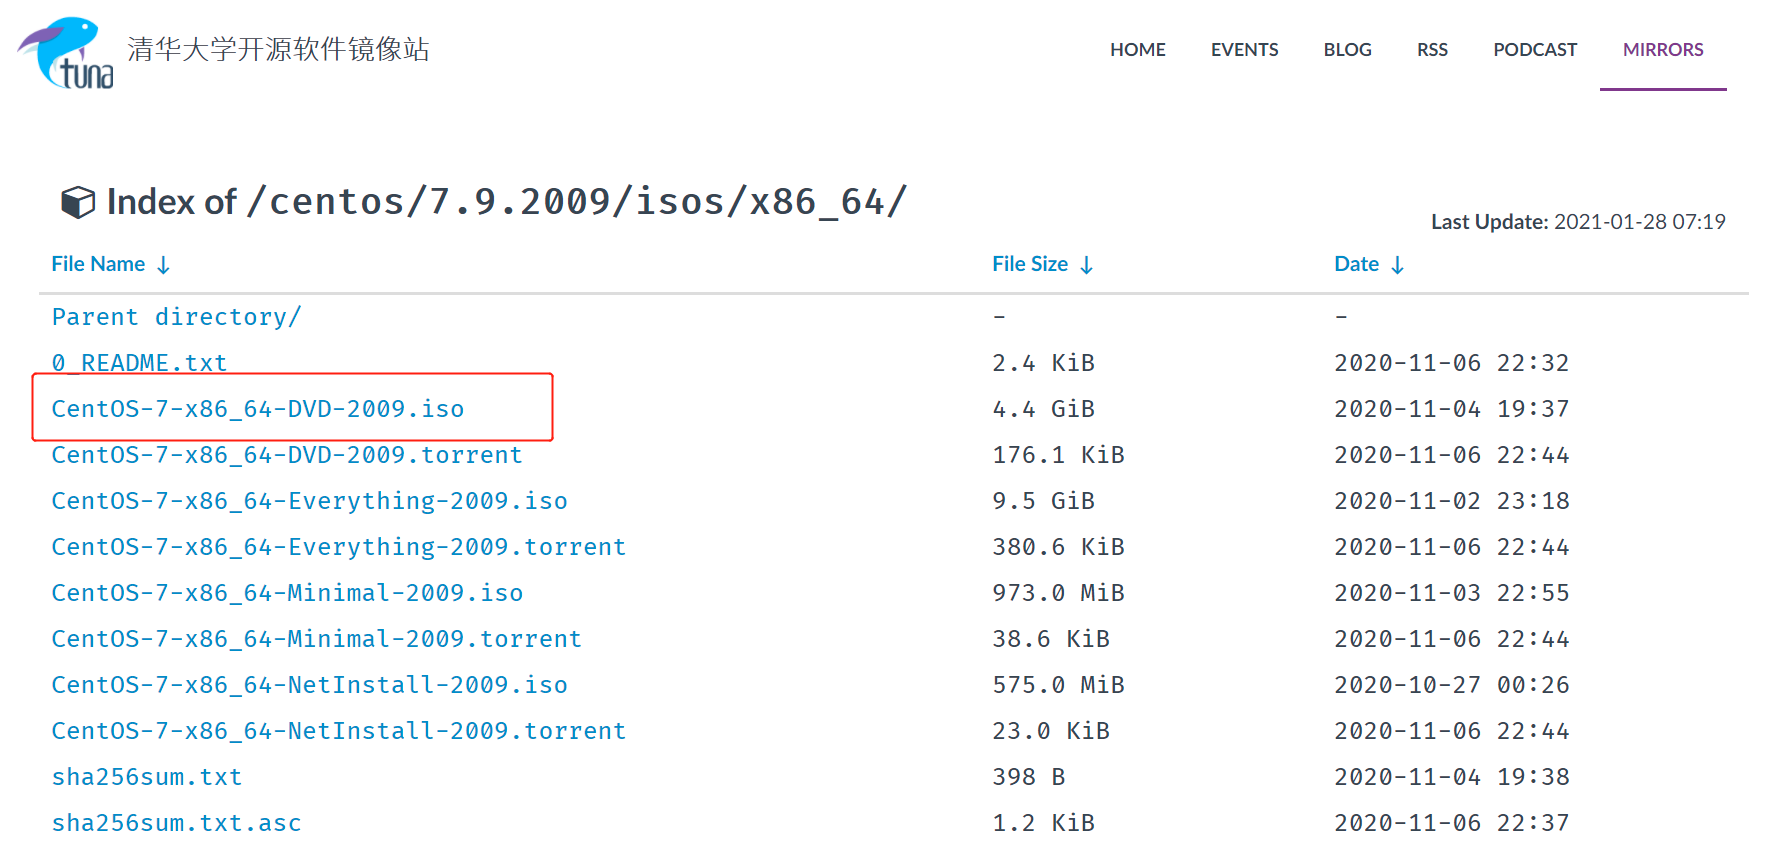 tuna
清华大学开源软件镜像站
HOME EVENTS BLOG RSS PODCAST MIRRORS
Index of /centos/7.9.2009/isos/x86_64/
Last Update: 2021-01-28 07:19
File Name ↓ File Size ↓ Date ↓
Parent directory/ - -
0_README.txt 2.4 KiB 2020-11-06 22:32
CentOS-7-x86_64-DVD-2009.iso 4.4 GiB 2020-11-04 19:37
CentOS-7-x86_64-DVD-2009.torrent 176.1 KiB 2020-11-06 22:44
CentOS-7-x86_64-Everything-2009.iso 9.5 GiB 2020-11-02 23:18
CentOS-7-x86_64-Everything-2009.torrent 380.6 KiB 2020-11-06 22:44
CentOS-7-x86_64-Minimal-2009.iso 973.0 MiB 2020-11-03 22:55
CentOS-7-x86_64-Minimal-2009.torrent 38.6 KiB 2020-11-06 22:44
CentOS-7-x86_64-NetInstall-2009.iso 575.0 MiB 2020-10-27 00:26
CentOS-7-x86_64-NetInstall-2009.torrent 23.0 KiB 2020-11-06 22:44
sha256sum.txt 398 B 2020-11-04 19:38
sha256sum.txt.asc 1.2 KiB 2020-11-06 22:37